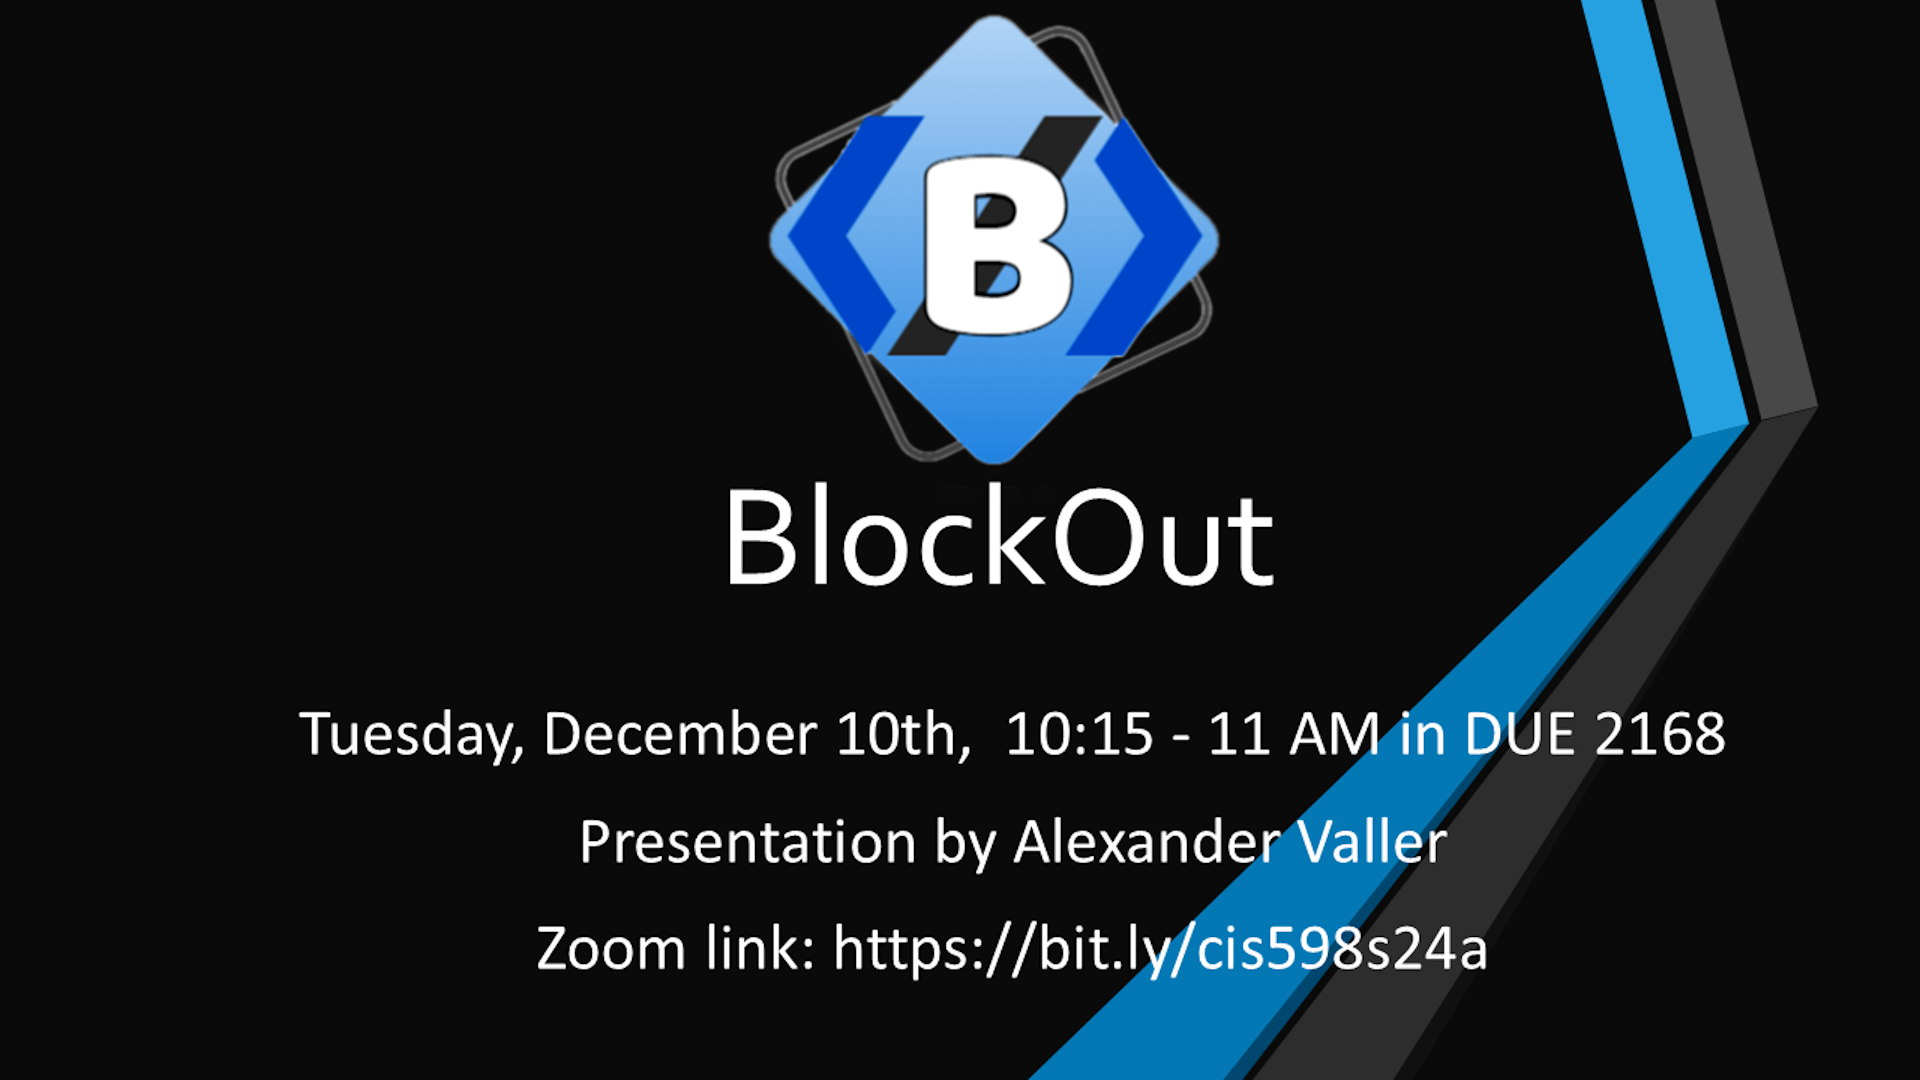 B
BlockOut
Tuesday, December 10th,  10:15 - 11 AM in DUE 2168
Presentation by Alexander Valler
Zoom link: https://bit.ly/cis598s24a